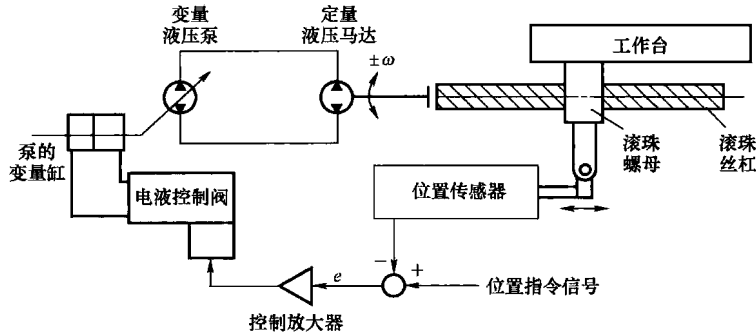 变量
液压泵
定量
液压马达
±ω
工作台
泵的
变量缸
滚珠
螺母
滚珠
丝杠
电液控制阀
位置传感器
−
+
e
位置指令信号
控制放大器